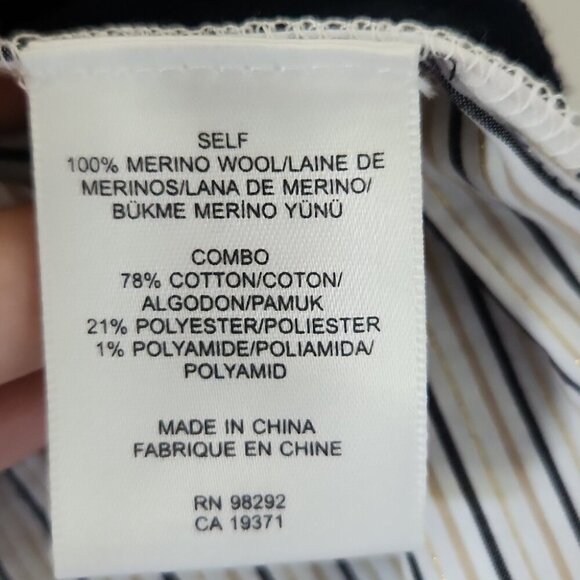 SELF
100% MERINO WOOL/LAINE DE
MERINOS/LANA DE MERINO/
BÜKME MERİNO YÜNÜ
COMBO
78% COTTON/COTON/
ALGODON/PAMUK
21% POLYESTER/POLIESTER
1% POLYAMIDE/POLIAMIDA/
POLYAMID
MADE IN CHINA
FABRIQUE EN CHINE
RN 98292
CA 19371